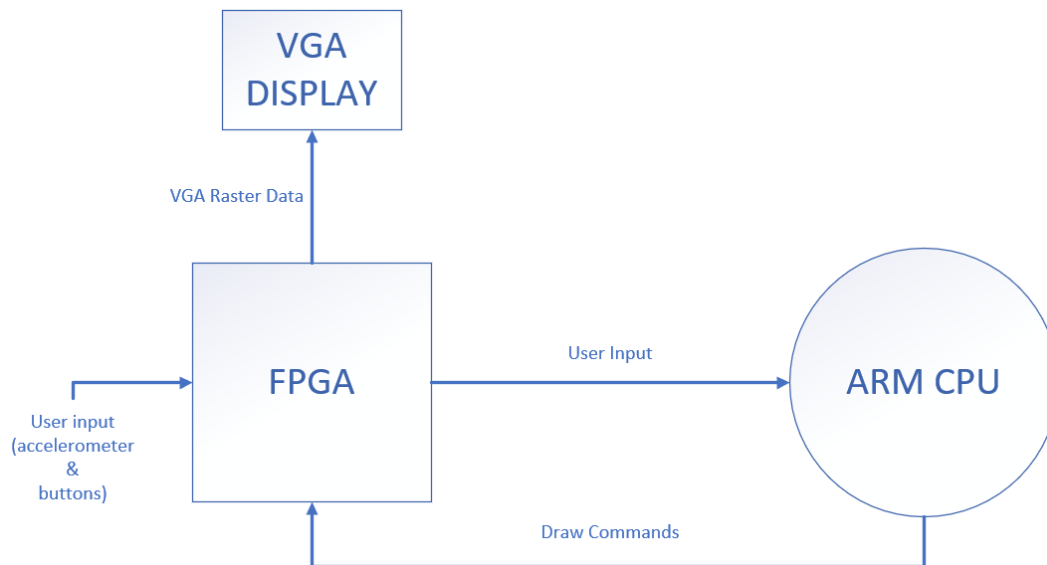 VGA
DISPLAY
VGA Raster Data
FPGA
User Input
ARM CPU
User input
(accelerometer
&
buttons)
Draw Commands